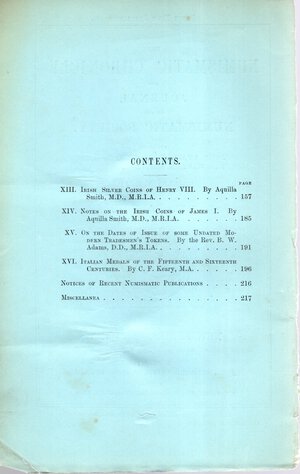 CONTENTS.
PAGE
XIII. Irish Silver Coins of Henry VIII. By Aquilla
Smith, M.D., M.R.I.A. . . . . . . . . . . 157
XIV. Notes on the Irish Coins of James I. By
Aquilla Smith, M.D., M.R.I.A. . . . . . . . 185
XV. On the Dates of Issue of some Undated Mo-
dern Tradesmen's Tokens. By the Rev. B. W.
Adams, D.D., M.R.I.A. . . . . . . . . . . 191
XVI. Italian Medals of the Fifteenth and Sixteenth
Centuries. By C. F. Keary, M.A. . . . . . . 196
Notices of Recent Numismatic Publications . . . . 216
Miscellanea . . . . . . . . . . . . . . . 217